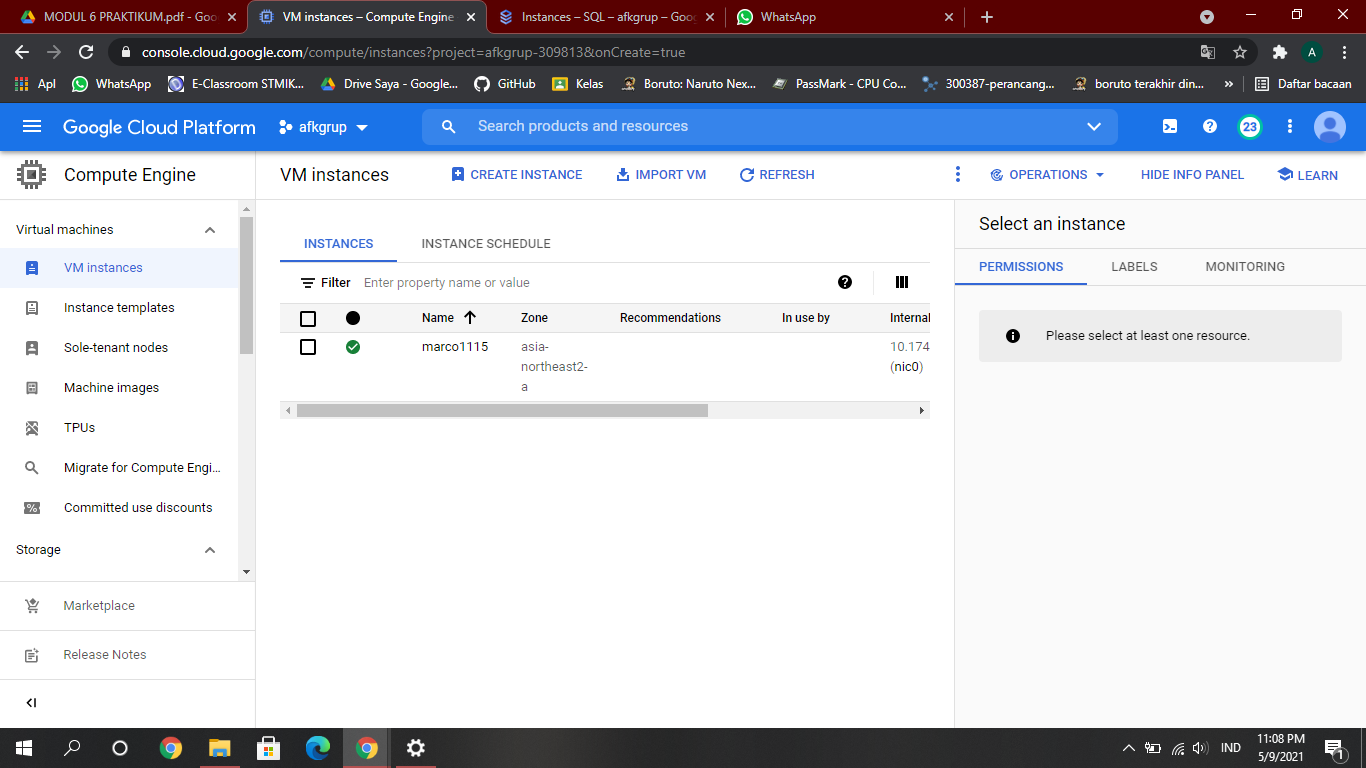 MODUL 6 PRAKTIKUM.pdf - Goo
VM instances – Compute Engine
Instances – SQL – afkgrup – Goo
WhatsApp
console.cloud.google.com/compute/instances?project=afkgrup-309813&onCreate=true
A
Apl
WhatsApp
E-Classroom STMIK...
Drive Saya - Google...
GitHub
Kelas
Boruto: Naruto Nex...
PassMark - CPU Co...
300387-perancang...
boruto terakhir din...
»
Daftar bacaan
Google Cloud Platform
afkgrup
Search products and resources
23
Compute Engine
VM instances
CREATE INSTANCE
IMPORT VM
REFRESH
OPERATIONS
HIDE INFO PANEL
LEARN
Virtual machines
VM instances
Instance templates
Sole-tenant nodes
Machine images
TPUs
Migrate for Compute Engi...
Committed use discounts
Storage
Marketplace
Release Notes
INSTANCES
INSTANCE SCHEDULE
Filter
Enter property name or value
Name
Zone
Recommendations
In use by
Internal
marco1115
asia-
northeast2-
a
10.174
(nic0)
Select an instance
PERMISSIONS
LABELS
MONITORING
Please select at least one resource.
IND
11:08 PM
5/9/2021
1